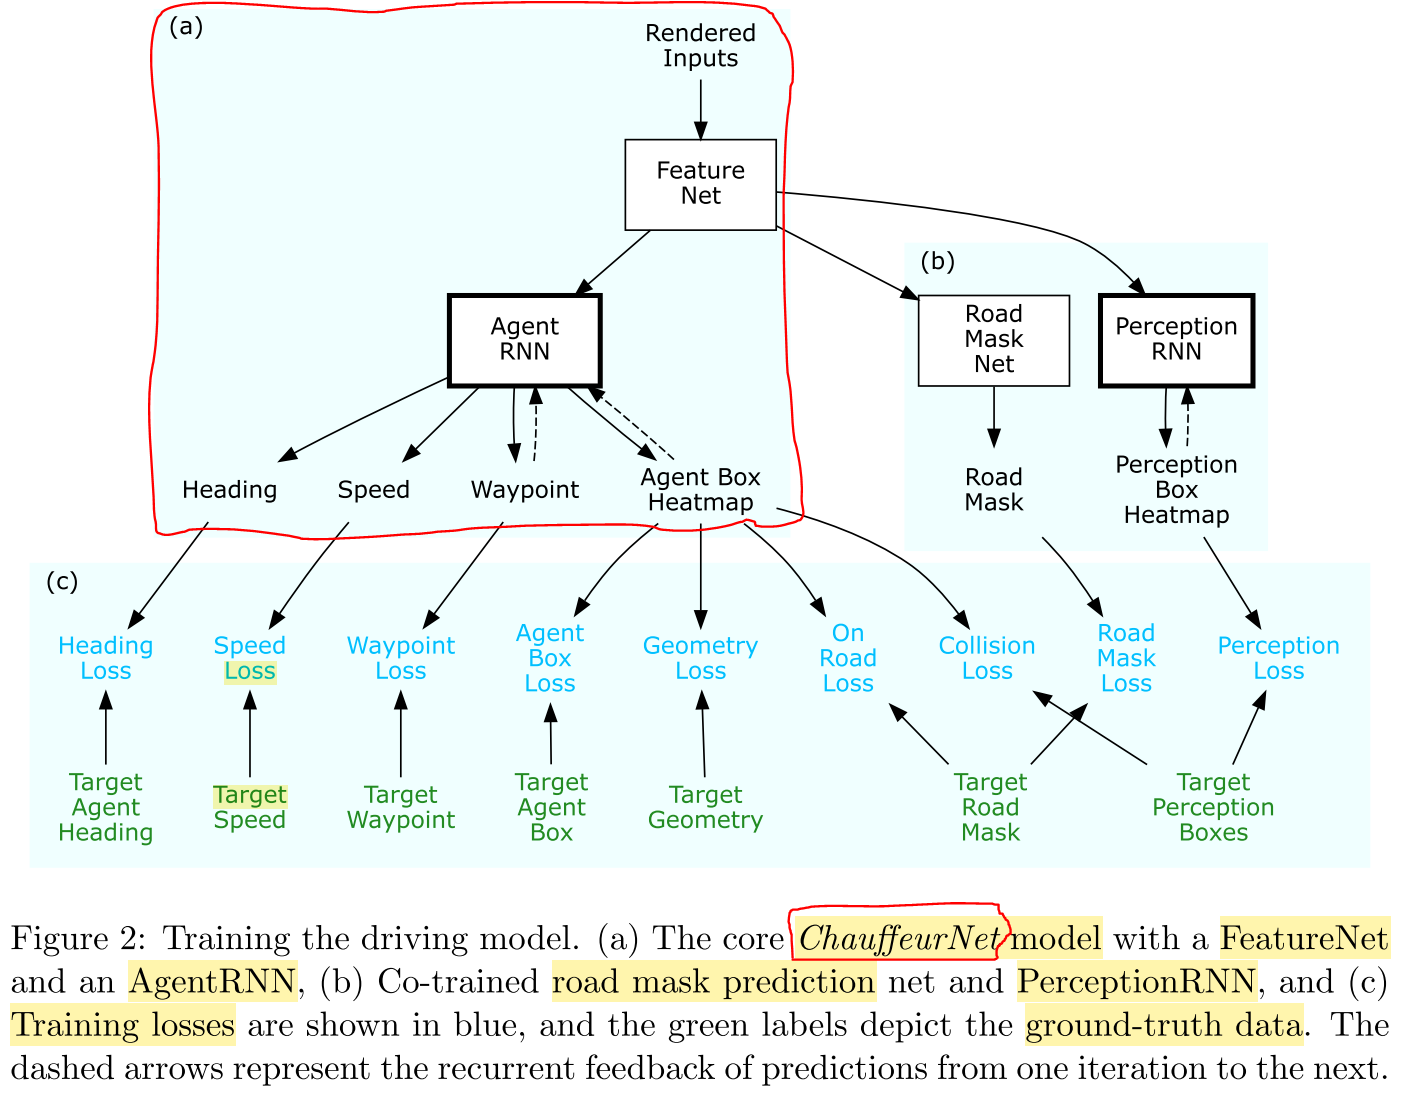 (a)
Rendered
Inputs
Feature
Net
(b)
Agent
RNN
Road
Mask
Net
Perception
RNN
Heading
Speed
Waypoint
Agent Box
Heatmap
Road
Mask
Perception
Box
Heatmap
(c)
Heading
Loss
Speed
Loss
Waypoint
Loss
Agent
Box
Loss
Geometry
Loss
On
Road
Loss
Collision
Loss
Road
Mask
Loss
Perception
Loss
Target
Agent
Heading
Target
Speed
Target
Waypoint
Target
Agent
Box
Target
Geometry
Target
Road
Mask
Target
Perception
Boxes
Figure 2: Training the driving model. (a) The core ChauffeurNet model with a FeatureNet
and an AgentRNN, (b) Co-trained road mask prediction net and PerceptionRNN, and (c)
Training losses are shown in blue, and the green labels depict the ground-truth data. The
dashed arrows represent the recurrent feedback of predictions from one iteration to the next.